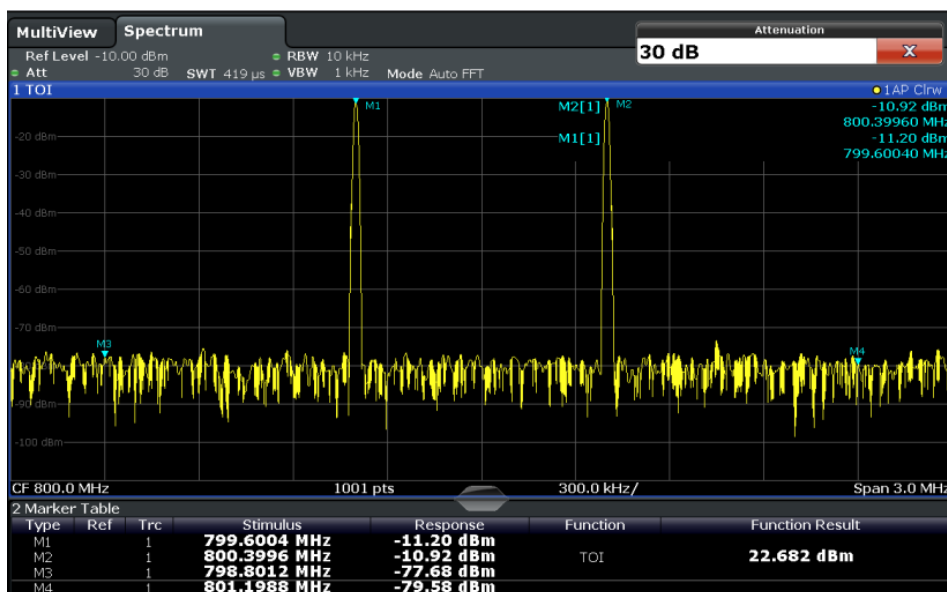 MultiView Spectrum
Attenuation
30 dB X
Ref Level -10.00 dBm RBW 10 kHz
Att 30 dB SWT 419 µs VBW 1 kHz Mode Auto FFT
1 TOI 1AP Clrw
M1 M2[1] M2 -10.92 dBm
800.39960 MHz
-20 dBm M1[1] -11.20 dBm
799.60040 MHz
-30 dBm
-40 dBm
-50 dBm
-60 dBm
-70 dBm
M3 M4
-90 dBm
-100 dBm
CF 800.0 MHz 1001 pts 300.0 kHz/ Span 3.0 MHz
2 Marker Table
Type Ref Trc Stimulus Response Function Function Result
M1 1 799.6004 MHz -11.20 dBm
M2 1 800.3996 MHz -10.92 dBm TOI 22.682 dBm
M3 1 798.8012 MHz -77.68 dBm
M4 1 801.1988 MHz -79.58 dBm